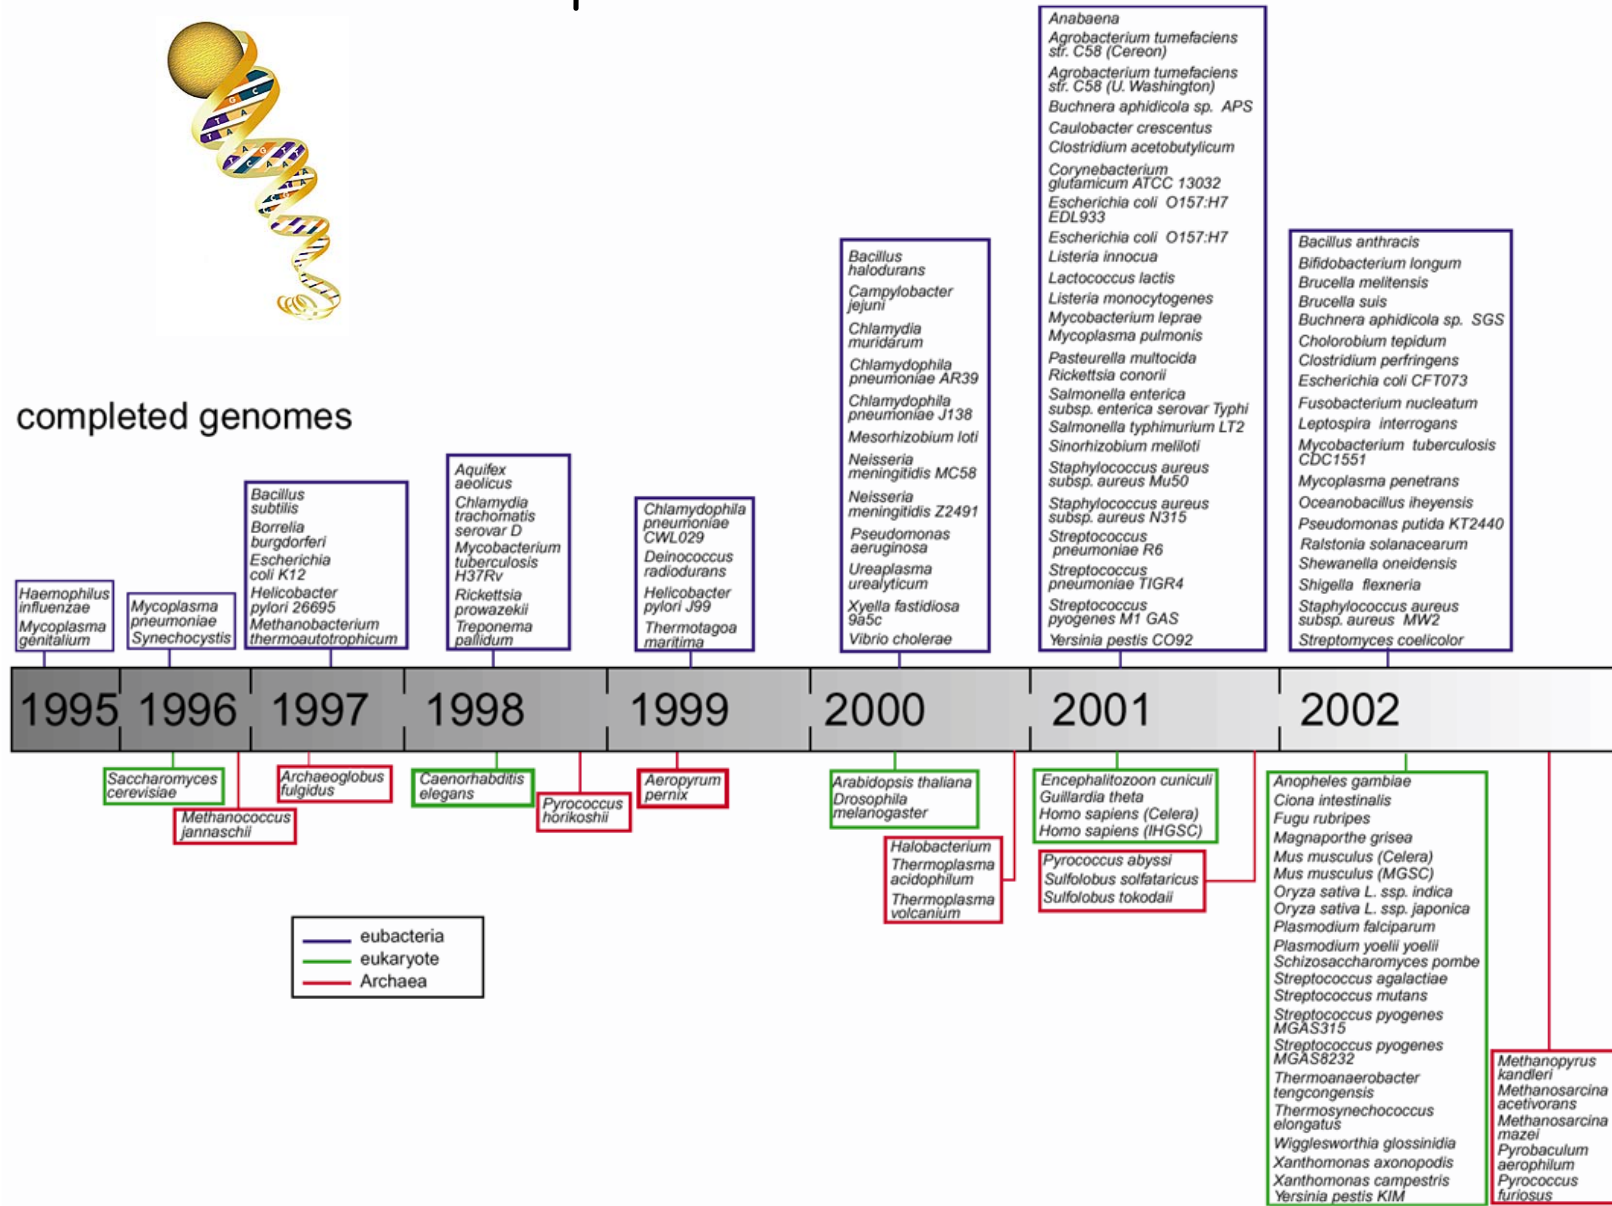 completed genomes
Haemophilus
influenzae
Mycoplasma
genitalium
Mycoplasma
pneumoniae
Synechocystis
Bacillus
subtilis
Borrelia
burgdorferi
Escherichia
coli K12
Helicobacter
pylori 26695
Methanobacterium
thermoautotrophicum
Aquifex
aeolicus
Chlamydia
trachomatis
serovar D
Mycobacterium
tuberculosis
H37Rv
Rickettsia
prowazekii
Treponema
pallidum
Chlamydophila
pneumoniae
CWL029
Deinococcus
radiodurans
Helicobacter
pylori J99
Thermotagoa
maritima
Bacillus
halodurans
Campylobacter
jejuni
Chlamydia
muridarum
Chlamydophila
pneumoniae AR39
Chlamydophila
pneumoniae J138
Mesorhizobium loti
Neisseria
meningitidis MC58
Neisseria
meningitidis Z2491
Pseudomonas
aeruginosa
Ureaplasma
urealyticum
Xyella fastidiosa
9a5c
Vibrio cholerae
Anabaena
Agrobacterium tumefaciens
str. C58 (Cereon)
Agrobacterium tumefaciens
str. C58 (U. Washington)
Buchnera aphidicola sp. APS
Caulobacter crescentus
Clostridium acetobutylicum
Corynebacterium
glutamicum ATCC 13032
Escherichia coli O157:H7
EDL933
Escherichia coli O157:H7
Listeria innocua
Lactococcus lactis
Listeria monocytogenes
Mycobacterium leprae
Mycoplasma pulmonis
Pasteurella multocida
Rickettsia conorii
Salmonella enterica
subsp. enterica serovar Typhi
Salmonella typhimurium LT2
Sinorhizobium meliloti
Staphylococcus aureus
subsp. aureus Mu50
Staphylococcus aureus
subsp. aureus N315
Streptococcus
pneumoniae R6
Streptococcus
pneumoniae TIGR4
Streptococcus
pyogenes M1 GAS
Yersinia pestis CO92
Bacillus anthracis
Bifidobacterium longum
Brucella melitensis
Brucella suis
Buchnera aphidicola sp. SGS
Cholorobium tepidum
Clostridium perfringens
Escherichia coli CFT073
Fusobacterium nucleatum
Leptospira interrogans
Mycobacterium tuberculosis
CDC1551
Mycoplasma penetrans
Oceanobacillus iheyensis
Pseudomonas putida KT2440
Ralstonia solanacearum
Shewanella oneidensis
Shigella flexneria
Staphylococcus aureus
subsp. aureus MW2
Streptomyces coelicolor
1995 1996 1997 1998 1999 2000 2001 2002
Saccharomyces
cerevisiae
Methanococcus
jannaschii
Archaeoglobus
fulgidus
Caenorhabditis
elegans
Pyrococcus
horikoshii
Aeropyrum
pernix
Arabidopsis thaliana
Drosophila
melanogaster
Halobacterium
Thermoplasma
acidophilum
Thermoplasma
volcanium
Encephalitozoon cuniculi
Guillardia theta
Homo sapiens (Celera)
Homo sapiens (IHGSC)
Pyrococcus abyssi
Sulfolobus solfataricus
Sulfolobus tokodaii
Anopheles gambiae
Ciona intestinalis
Fugu rubripes
Magnaporthe grisea
Mus musculus (Celera)
Mus musculus (MGSC)
Oryza sativa L. ssp. indica
Oryza sativa L. ssp. japonica
Plasmodium falciparum
Plasmodium yoelii yoelii
Schizosaccharomyces pombe
Streptococcus agalactiae
Streptococcus mutans
Streptococcus pyogenes
MGAS315
Streptococcus pyogenes
MGAS8232
Thermoanaerobacter
tengcongensis
Thermosynechococcus
elongatus
Wigglesworthia glossinidia
Xanthomonas axonopodis
Xanthomonas campestris
Yersinia pestis KIM
Methanopyrus
kandleri
Methanosarcina
acetivorans
Methanosarcina
mazei
Pyrobaculum
aerophilum
Pyrococcus
furiosus
eubacteria
eukaryote
Archaea